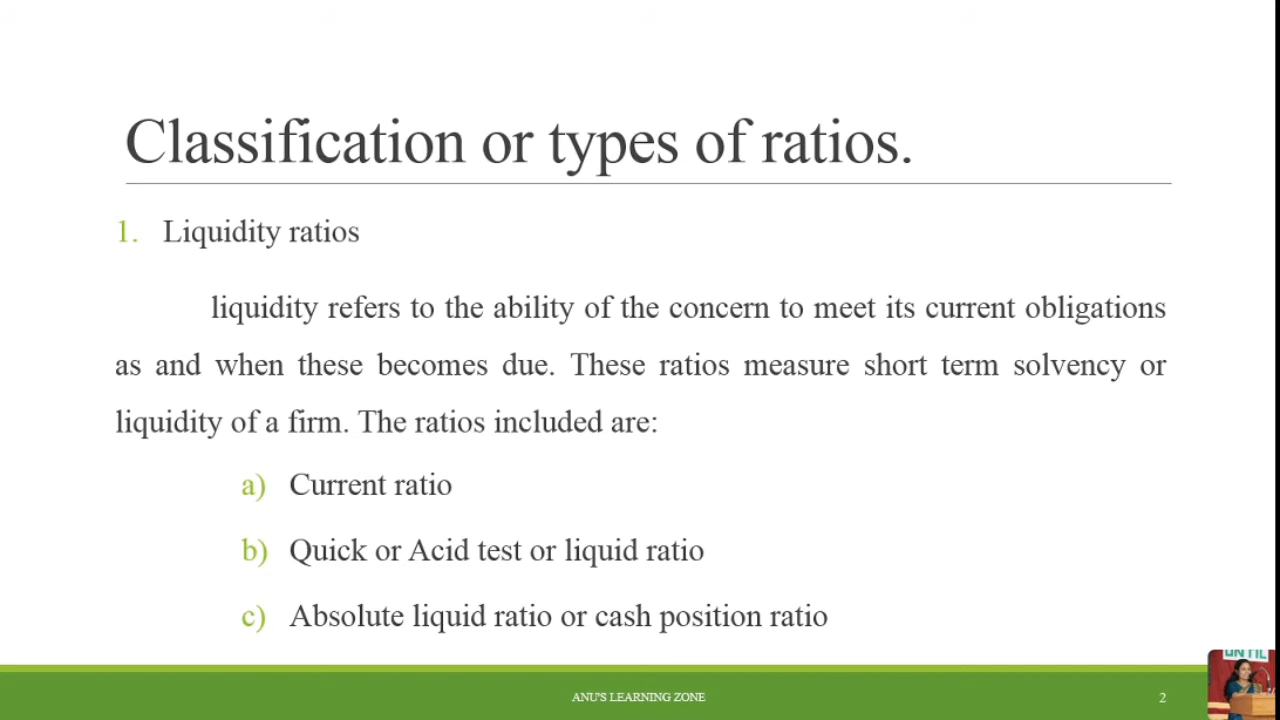 Classification or types of ratios.
1. Liquidity ratios
liquidity refers to the ability of the concern to meet its current obligations
as and when these becomes due. These ratios measure short term solvency or
liquidity of a firm. The ratios included are:
a) Current ratio
b) Quick or Acid test or liquid ratio
c) Absolute liquid ratio or cash position ratio
ANU'S LEARNING ZONE
2